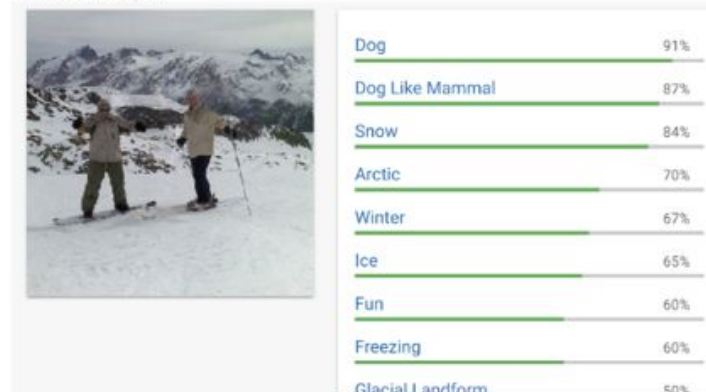 Dog 91%
Dog Like Mammal 87%
Snow 84%
Arctic 70%
Winter 67%
Ice 65%
Fun 60%
Freezing 60%
Glacial Landform 50%